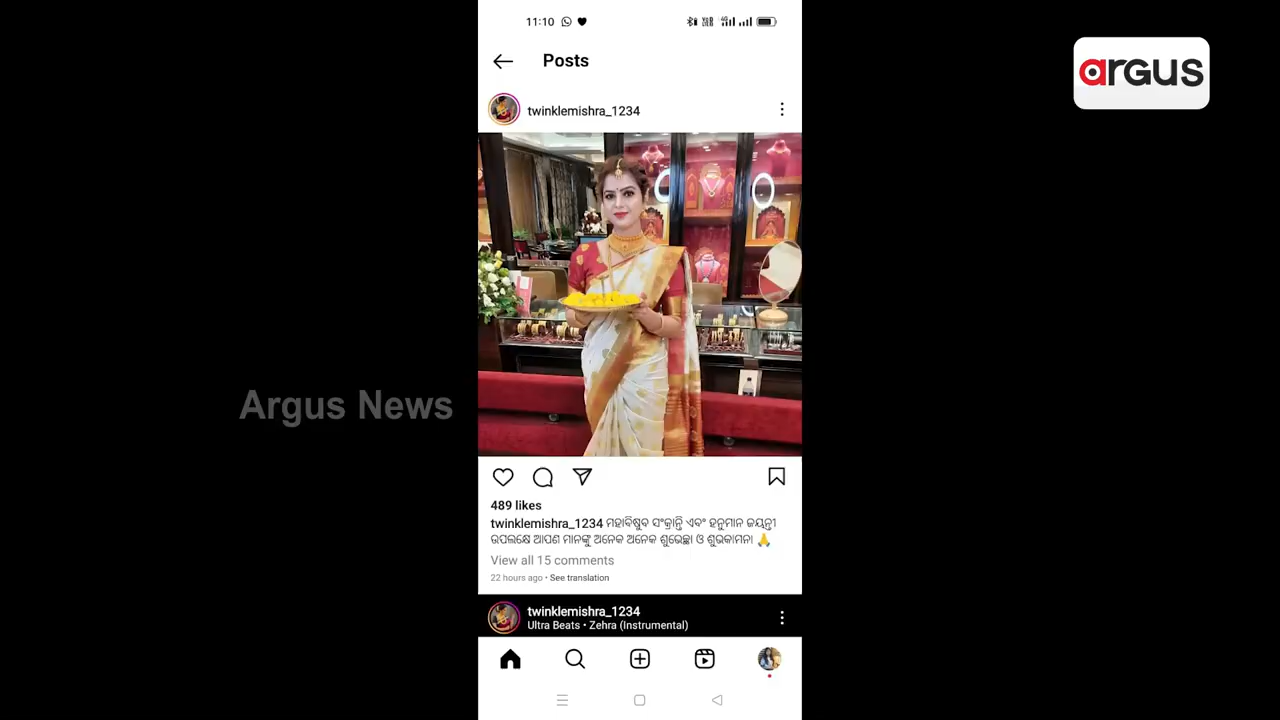 11:10
argus
Posts
twinklemishra_1234
Argus News
489 likes
twinklemishra_1234 ମହାବିଷୁବ ସଂକ୍ରାନ୍ତି ଏବଂ ହନୁମାନ ଜୟନ୍ତୀ
ଉପଲକ୍ଷେ ଆପଣ ମାନଙ୍କୁ ଅନେକ ଅନେକ ଶୁଭେଚ୍ଛା ଓ ଶୁଭକାମନା 🙏
View all 15 comments
22 hours ago • See translation
twinklemishra_1234
Ultra Beats • Zehra (Instrumental)